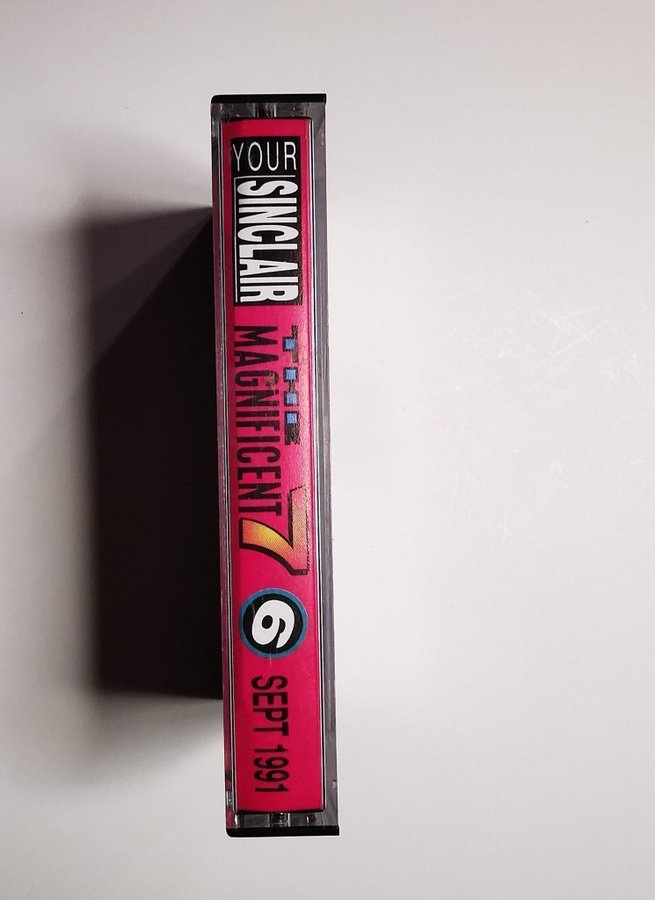 YOUR
SINCLAIR
THE
MAGNIFICENT
7
6
SEPT 1991